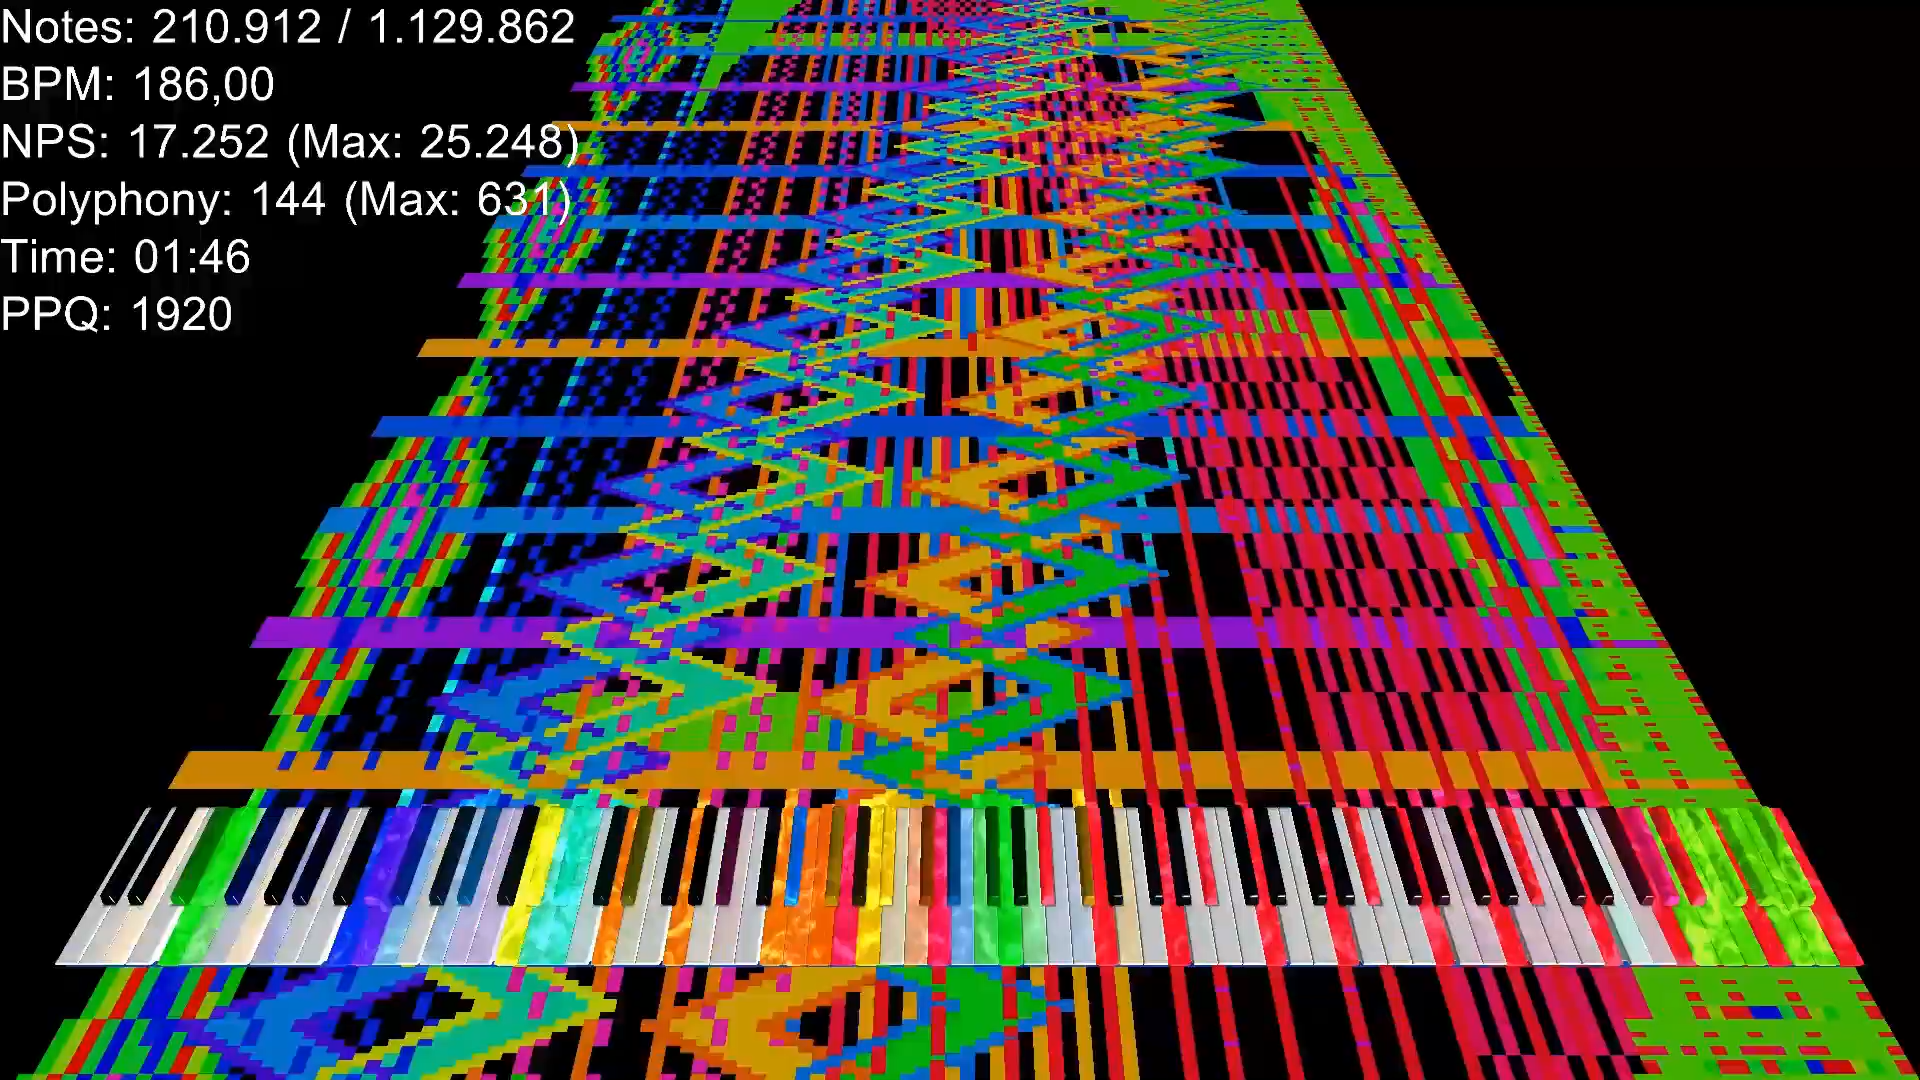 Notes: 210.912 / 1.129.862
BPM: 186,00
NPS: 17.252 (Max: 25.248)
Polyphony: 144 (Max: 631)
Time: 01:46
PPQ: 1920